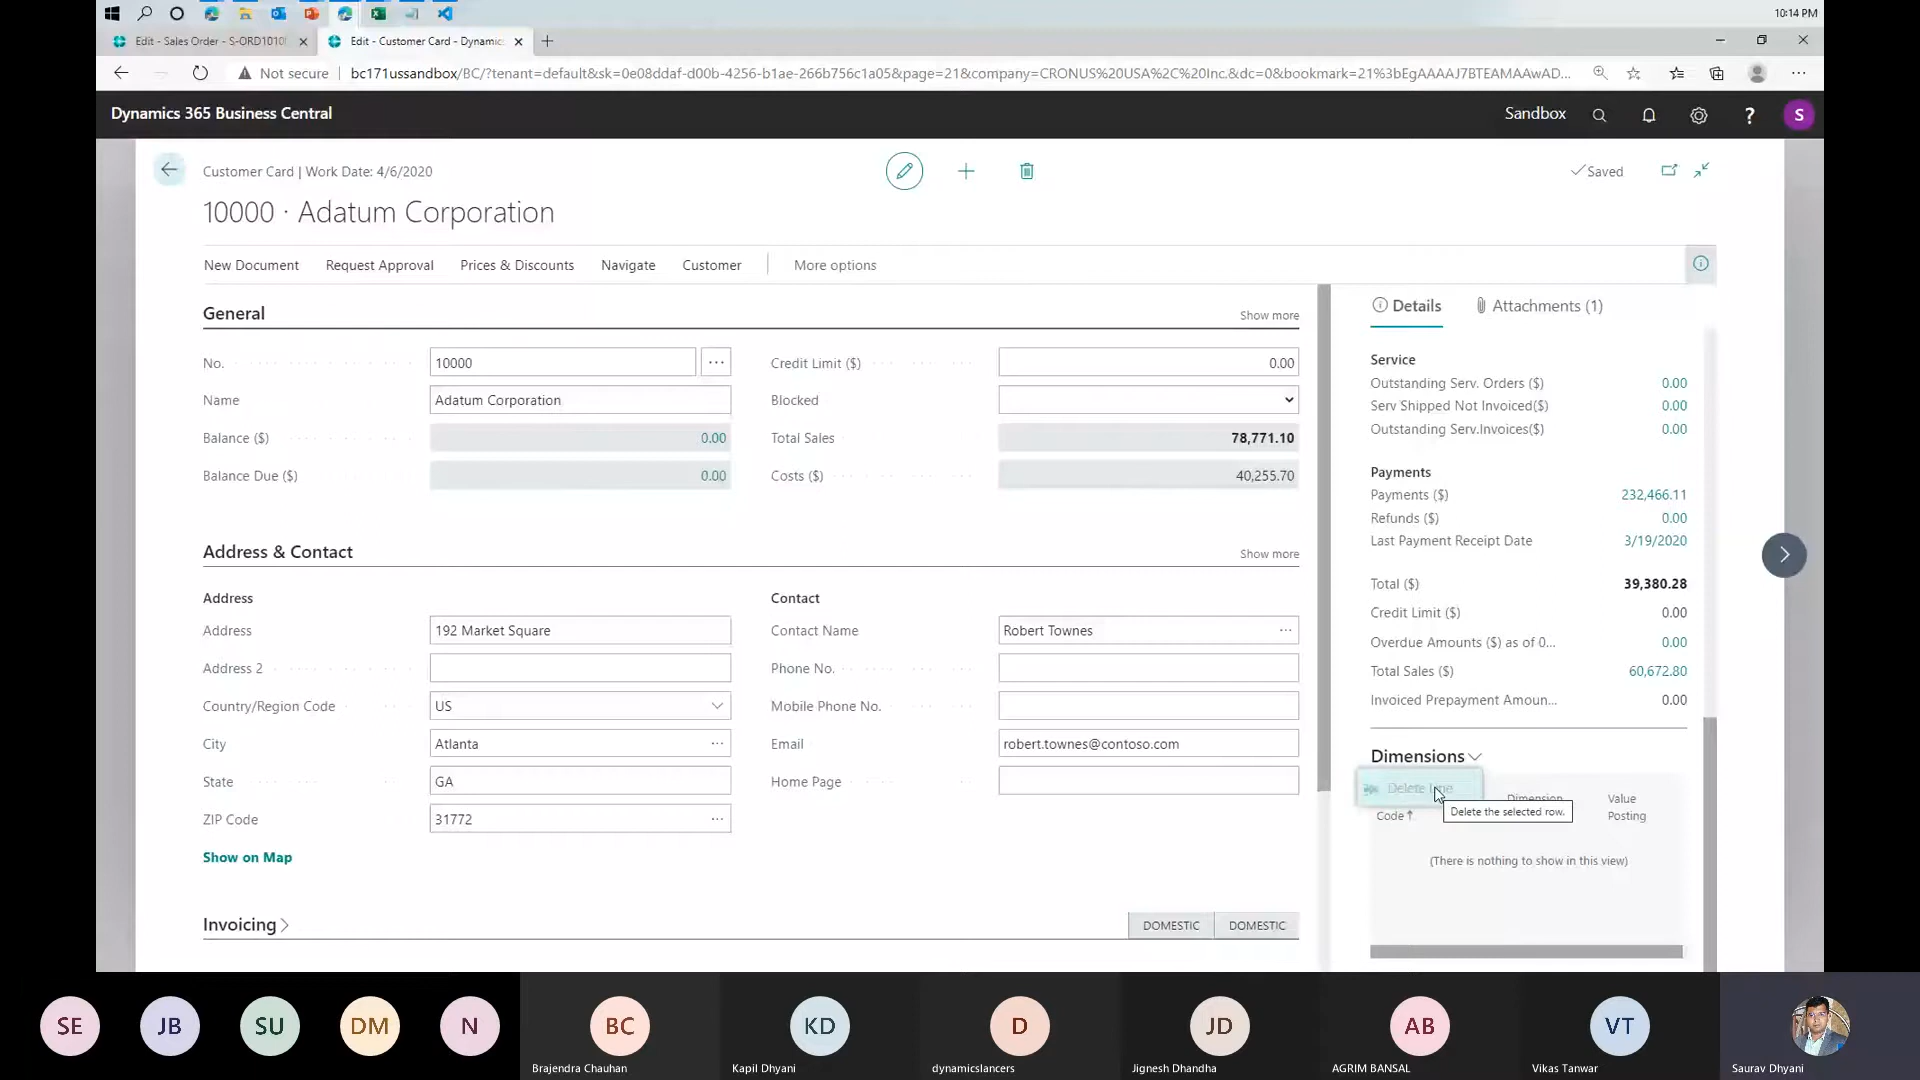 10:14 PM
Edit - Sales Order - S-ORD1010
Edit - Customer Card - Dynamic
Not secure
bc171ussandbox/BC/?tenant=default&sk=0e08ddaf-d00b-4256-b1ae-266b756c1a05&page=21&company=CRONUS%20USA%2C%20Inc.&dc=0&bookmark=21%3bEgAAAAJ7BTEAMAAwAD...
Dynamics 365 Business Central
Sandbox
?
S
Customer Card | Work Date: 4/6/2020
Saved
10000 · Adatum Corporation
New Document
Request Approval
Prices & Discounts
Navigate
Customer
More options
General
Show more
No.
10000
Name
Adatum Corporation
Balance ($)
0.00
Balance Due ($)
0.00
Credit Limit ($)
0.00
Blocked
Total Sales
78,771.10
Costs ($)
40,255.70
Address & Contact
Show more
Address
Address
192 Market Square
Address 2
Country/Region Code
US
City
Atlanta
State
GA
ZIP Code
31772
Show on Map
Contact
Contact Name
Robert Townes
Phone No.
Mobile Phone No.
Email
robert.townes@contoso.com
Home Page
Invoicing
DOMESTIC
DOMESTIC
Details
Attachments (1)
Service
Outstanding Serv. Orders ($)
0.00
Serv Shipped Not Invoiced($)
0.00
Outstanding Serv.Invoices($)
0.00
Payments
Payments ($)
232,466.11
Refunds ($)
0.00
Last Payment Receipt Date
3/19/2020
Total ($)
39,380.28
Credit Limit ($)
0.00
Overdue Amounts ($) as of 0...
0.00
Total Sales ($)
60,672.80
Invoiced Prepayment Amoun...
0.00
Dimensions
Delete Line
Delete the selected row.
Code
Dimension
Value
Posting
(There is nothing to show in this view)
SE
JB
SU
DM
N
BC
Brajendra Chauhan
KD
Kapil Dhyani
D
dynamicslancers
JD
Jignesh Dhandha
AB
AGRIM BANSAL
VT
Vikas Tanwar
Saurav Dhyani